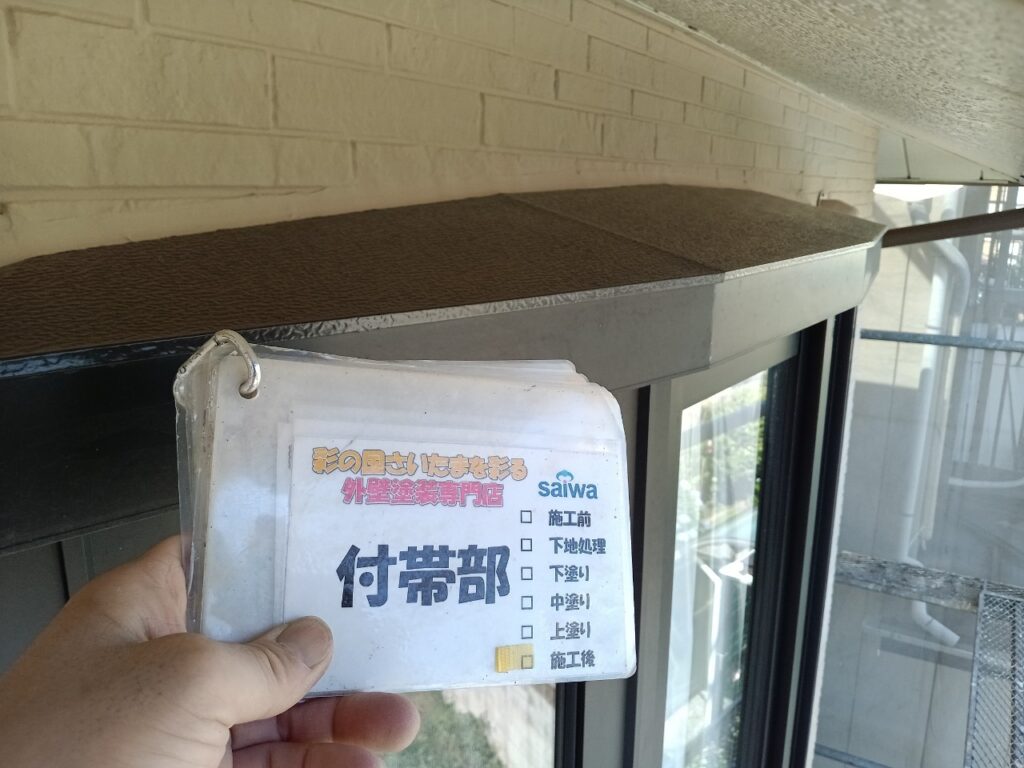 彩の国さいたまを彩る
外壁塗装専門店
saiwa
付帯部
□ 施工前
□ 下地処理
□ 下塗り
□ 中塗り
□ 上塗り
□ 施工後